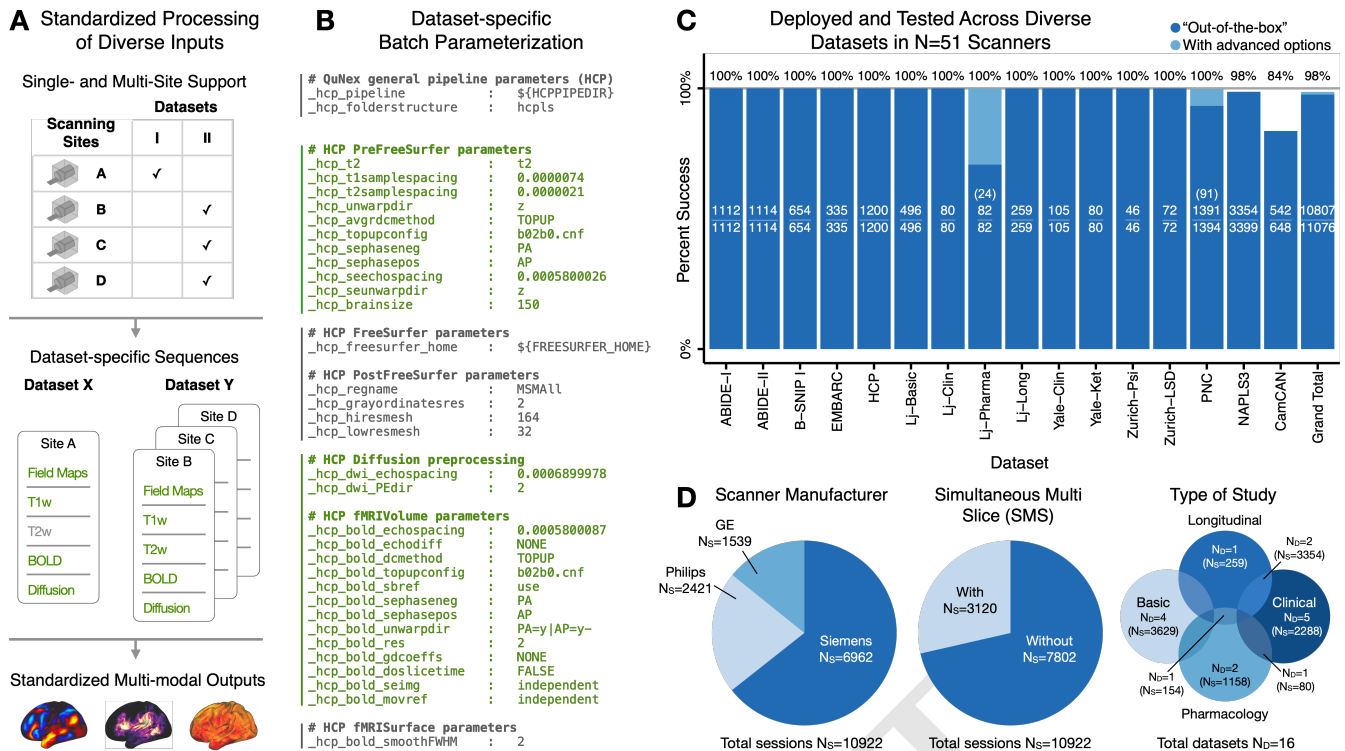 A Standardized Processing
of Diverse Inputs
Single- and Multi-Site Support
Datasets
Scanning
Sites
I II
A ✓
B ✓
C ✓
D ✓
Dataset-specific Sequences
Dataset X Dataset Y
Site D
Site C
Site A
Site B
Field Maps
T1w
T2w
BOLD
Diffusion
Field Maps
T1w
T2w
BOLD
Diffusion
Standardized Multi-modal Outputs
B Dataset-specific
Batch Parameterization
# QuNex general pipeline parameters (HCP)
_hcp_pipeline : ${HCPPIPEDIR}
_hcp_folderstructure : hcpls
# HCP PreFreeSurfer parameters
_hcp_t2 : t2
_hcp_t1samplespacing : 0.0000074
_hcp_t2samplespacing : 0.0000021
_hcp_unwarpdir : z
_hcp_avgrdcmethod : TOPUP
_hcp_topupconfig : b02b0.cnf
_hcp_sephaseneg : PA
_hcp_sephasepos : AP
_hcp_seechospacing : 0.0005800026
_hcp_seunwarpdir : z
_hcp_brainsize : 150
# HCP FreeSurfer parameters
_hcp_freesurfer_home : ${FREESURFER_HOME}
# HCP PostFreeSurfer parameters
_hcp_regname : MSMAll
_hcp_grayordinatesres : 2
_hcp_hiresmesh : 164
_hcp_lowresmesh : 32
# HCP Diffusion preprocessing
_hcp_dwi_echospacing : 0.0006899978
_hcp_dwi_PEdir : 2
# HCP fMRIVolume parameters
_hcp_bold_echospacing : 0.0005800087
_hcp_bold_echodiff : NONE
_hcp_bold_dcmethod : TOPUP
_hcp_bold_topupconfig : b02b0.cnf
_hcp_bold_sbref : use
_hcp_bold_sephaseneg : PA
_hcp_bold_sephasepos : AP
_hcp_bold_unwarpdir : PA=y|AP=y-
_hcp_bold_res : 2
_hcp_bold_gdcoeffs : NONE
_hcp_bold_doslicetime : FALSE
_hcp_bold_seimg : independent
_hcp_bold_movref : independent
# HCP fMRISurface parameters
_hcp_bold_smoothFWHM : 2
C Deployed and Tested Across Diverse
Datasets in N=51 Scanners
“Out-of-the-box”
With advanced options
100% 100% 100% 100% 100% 100% 100% 100% 100% 100% 100% 100% 100% 100% 98% 84% 98%
100%
Percent Success
0%
(24) (91)
1112 1114 654 335 1200 496 80 82 259 105 80 46 72 1391 3354 542 10807
1112 1114 654 335 1200 496 80 82 259 105 80 46 72 1394 3399 648 11076
ABIDE−I
ABIDE−II
B−SNIP I
EMBARC
HCP
Lj−Basic
Lj−Clin
Lj−Pharma
Lj−Long
Yale−Clin
Yale−Ket
Zurich−Psi
Zurich−LSD
PNC
NAPLS3
CamCAN
Grand Total
Dataset
D Scanner Manufacturer
GE
NS=1539
Philips
NS=2421
Siemens
NS=6962
Total sessions NS=10922
Simultaneous Multi
Slice (SMS)
With
NS=3120
Without
NS=7802
Total sessions NS=10922
Type of Study
Longitudinal
ND=1
(NS=259)
ND=2
(NS=3354)
Basic
ND=4
(NS=3629)
Clinical
ND=5
(NS=2288)
ND=2
(NS=1158)
ND=1
(NS=154)
ND=1
(NS=80)
Pharmacology
Total datasets ND=16